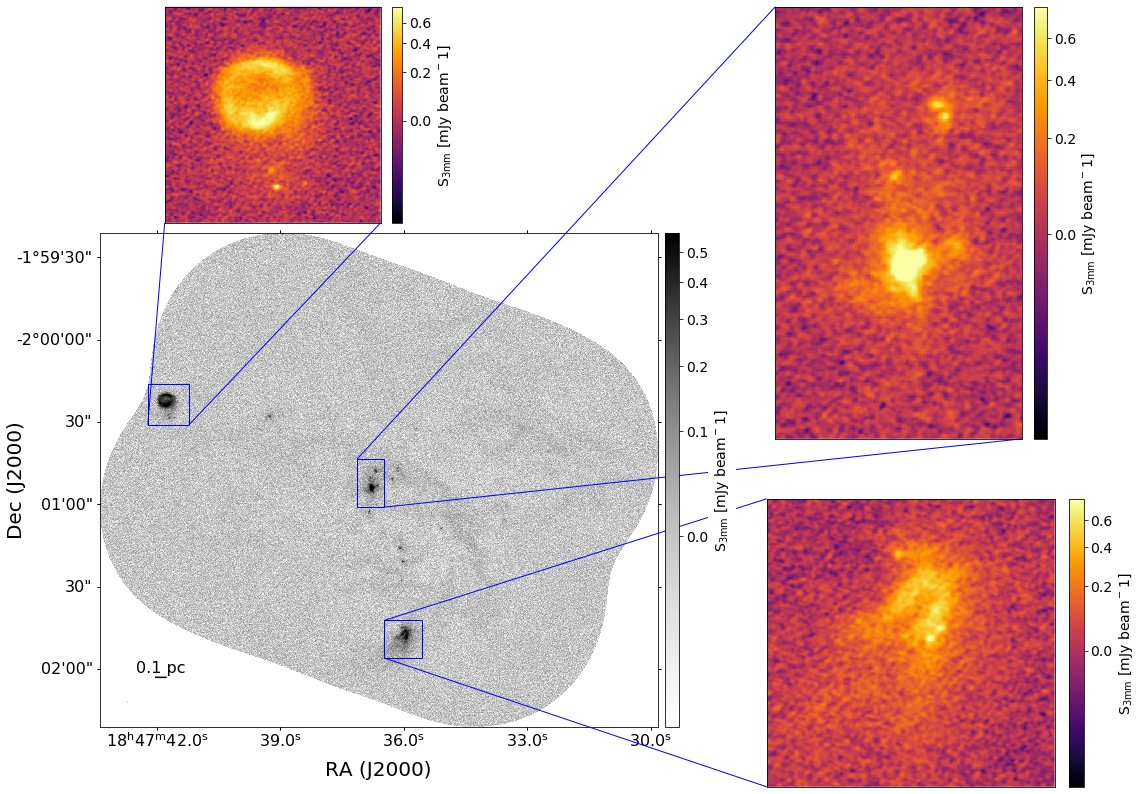 0.6
0.4
0.2
0.0
S3mm [mJy beam−1]
0.6
0.4
0.2
0.0
S3mm [mJy beam−1]
-1°59'30"
-2°00'00"
30"
01'00"
30"
02'00"
Dec (J2000)
0.1 pc
18h47m42.0s
39.0s
36.0s
33.0s
30.0s
RA (J2000)
0.5
0.4
0.3
0.2
0.1
0.0
S3mm [mJy beam−1]
0.6
0.4
0.2
0.0
S3mm [mJy beam−1]